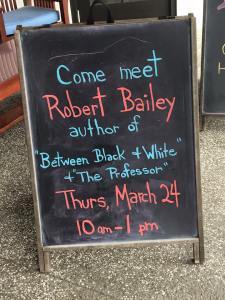 Come meet
Robert Bailey
author of
"Between Black & White"
& "The Professor"
Thurs, March 24
10 am - 1 pm